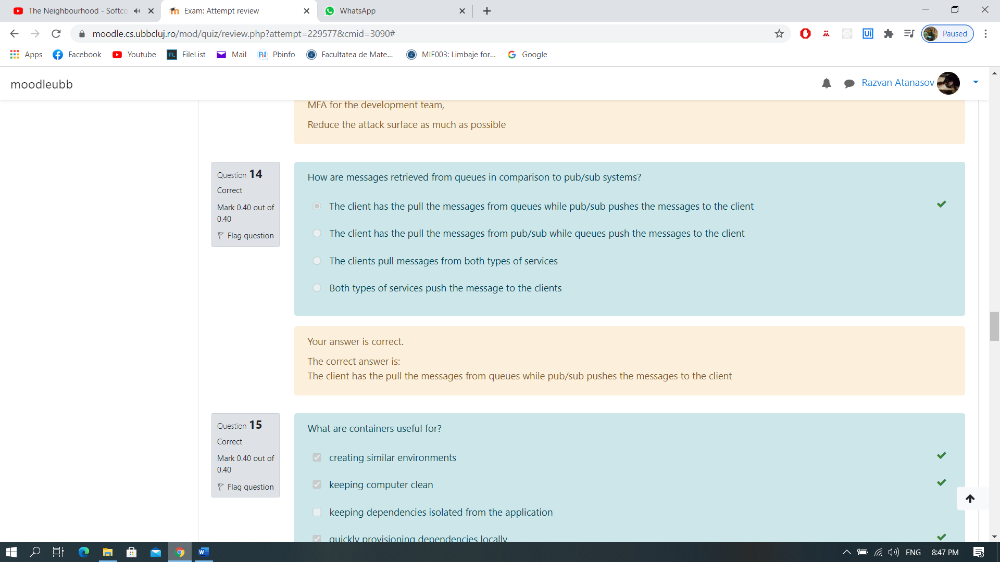 The Neighbourhood - Softco
Exam: Attempt review
WhatsApp
moodle.cs.ubbcluj.ro/mod/quiz/review.php?attempt=229577&cmid=3090#
Paused
Apps
Facebook
Youtube
FileList
Mail
Pbinfo
Facultatea de Mate...
MIF003: Limbaje for...
Google
moodleubb
Razvan Atanasov
MFA for the development team,
Reduce the attack surface as much as possible
Question 14
Correct
Mark 0.40 out of
0.40
Flag question
How are messages retrieved from queues in comparison to pub/sub systems?
The client has the pull the messages from queues while pub/sub pushes the messages to the client
The client has the pull the messages from pub/sub while queues push the messages to the client
The clients pull messages from both types of services
Both types of services push the message to the clients
Your answer is correct.
The correct answer is:
The client has the pull the messages from queues while pub/sub pushes the messages to the client
Question 15
Correct
Mark 0.40 out of
0.40
Flag question
What are containers useful for?
creating similar environments
keeping computer clean
keeping dependencies isolated from the application
quickly provisioning dependencies locally
ENG
8:47 PM